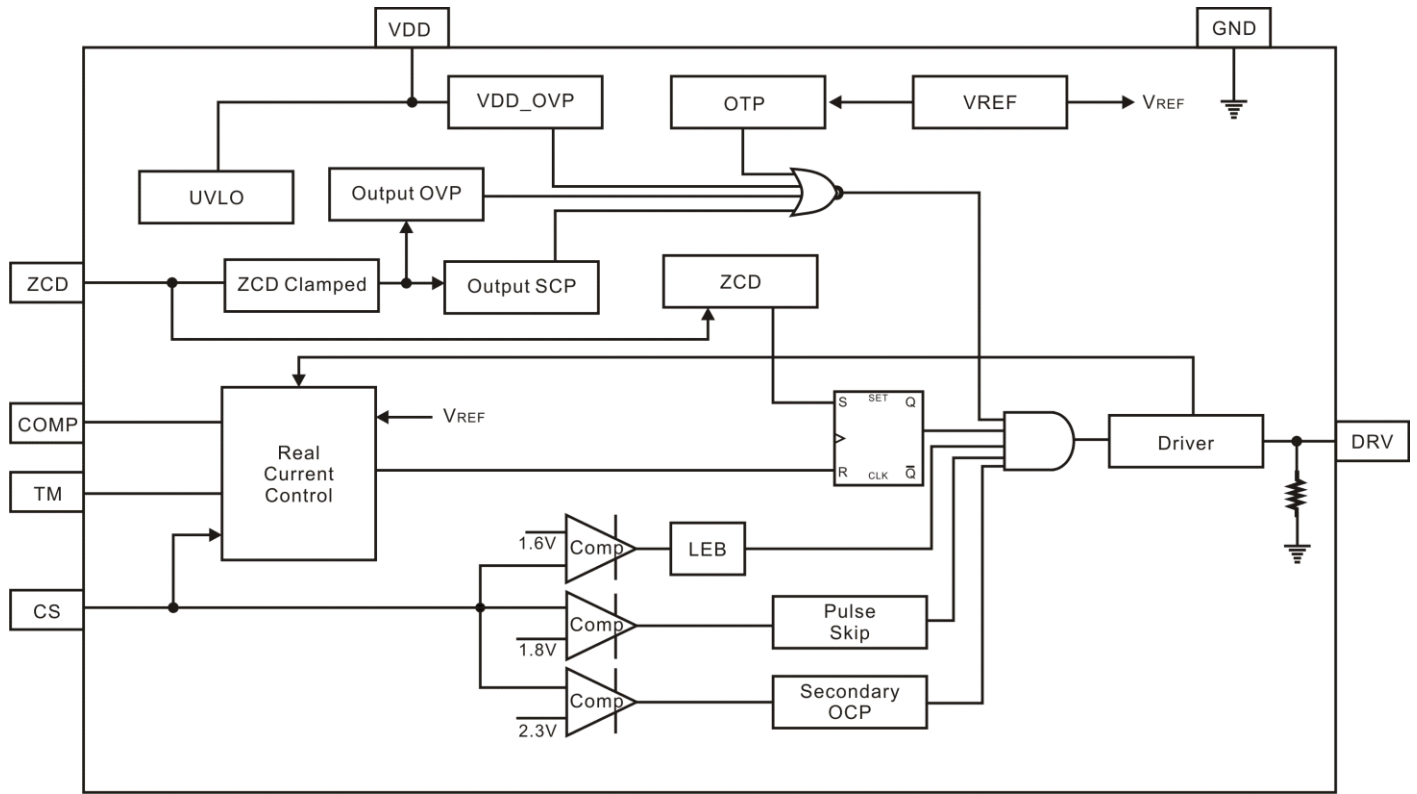 VDD
GND
VDD_OVP
OTP
VREF
VREF
UVLO
Output OVP
ZCD
ZCD Clamped
Output SCP
ZCD
COMP
TM
CS
Real
Current
Control
VREF
S
SET
Q
R
CLK
Q̅
Driver
DRV
1.6V
Comp
LEB
Comp
1.8V
Pulse
Skip
Comp
2.3V
Secondary
OCP